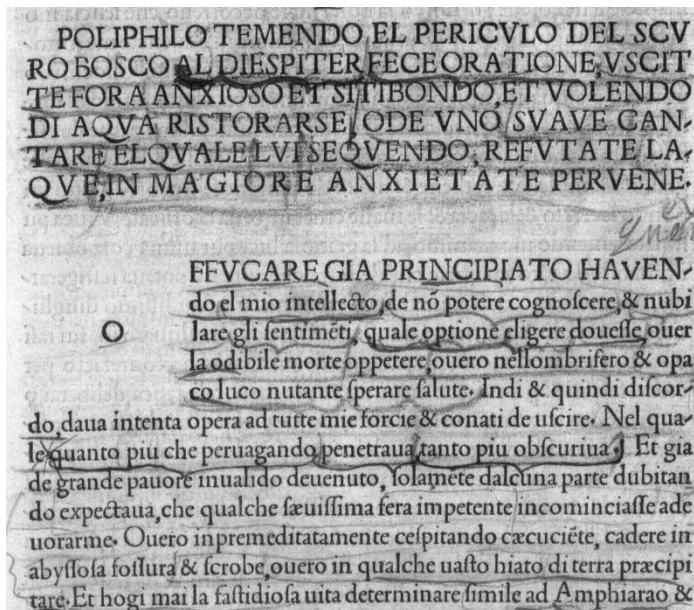 POLIPHILO TEMENDO EL PERICVLO DEL SCV
RO BOSCO AL DIESPITER FECE ORATIONE, VSCIT
TE FORA ANXIOSO ET SITIBONDO, ET VOLENDO
DI AQVA RISTORARSE, ODE VNO SVAVE CAN-
TARE EL QVALE LVI SEQVENDO, REFVTATE LA-
QVE, IN MAGIORE ANXIETATE PERVENE.
FFVCARE GIA PRINCIPIATO HAVEN-
do el mio intellecto, de nō potere cognoſcere, & nubi
O
lare gli ſentimēti, quale optione eligere doueſſe, ouer
la odibile morte oppetere, ouero nellombrifero & opa
co luco nutante ſperare ſalute. Indi & quindi diſcor-
do, daua intenta opera ad tutte mie forcie & conati de uſcire. Nel qua-
le quanto piu che peruagando penetraua, tanto piu obſcuriua. Et gia
de grande pauore inualido deuenuto, ſolamēte dalcuna parte dubitan
do expectaua, che qualche ſæuiſſima fera impetente incominciaſſe ade
uorarme. Ouero inpremeditatamente ceſpitando cæcuciēte, cadere in
abyſſoſa foſſura & ſcrobe, ouero in qualche uaſto hiato di terra præcipi
tare. Et hogi mai la faſtidioſa uita determinare ſimile ad Amphiarao &